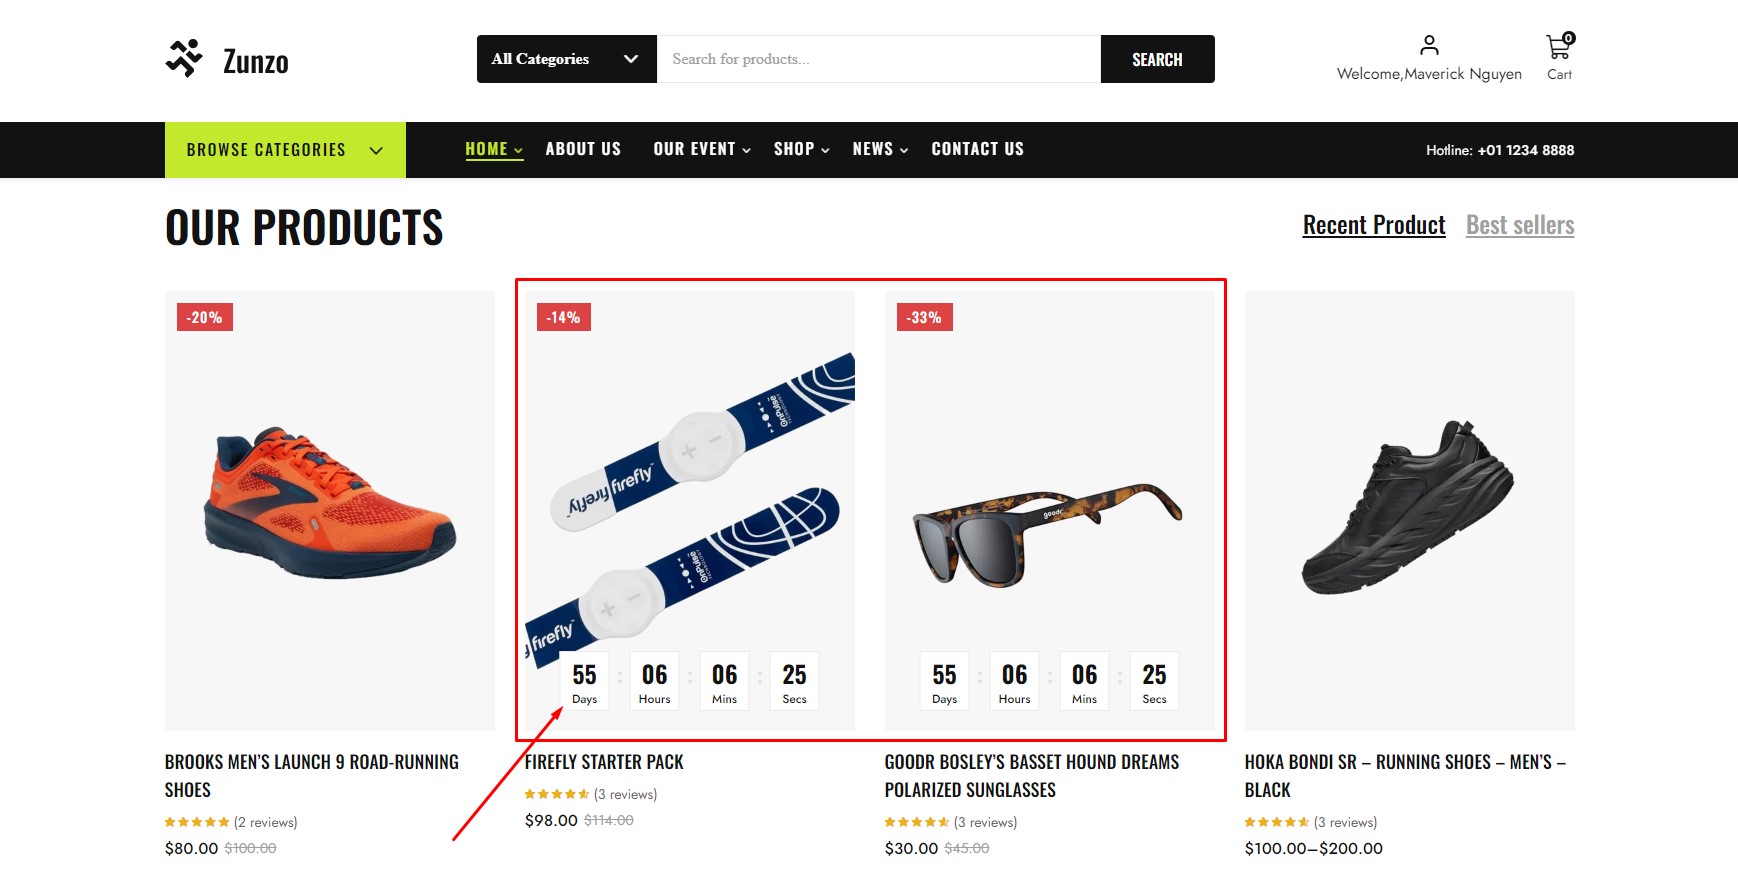 Zunzo
All Categories
Search for products...
SEARCH
Welcome,Maverick Nguyen
0
Cart
BROWSE CATEGORIES
HOME
ABOUT US
OUR EVENT
SHOP
NEWS
CONTACT US
Hotline: +01 1234 8888
OUR PRODUCTS
Recent Product
Best sellers
-20%
-14%
-33%
OnPulse
TECHNOLOGY
firefly
firefly
OnPulse
TECHNOLOGY
firefly
goodr
55 : 06 : 06 : 25
Days Hours Mins Secs
55 : 06 : 06 : 25
Days Hours Mins Secs
BROOKS MEN’S LAUNCH 9 ROAD-RUNNING
SHOES
(2 reviews)
$80.00 $100.00
FIREFLY STARTER PACK
(3 reviews)
$98.00 $114.00
GOODR BOSLEY’S BASSET HOUND DREAMS
POLARIZED SUNGLASSES
(3 reviews)
$30.00 $45.00
HOKA BONDI SR – RUNNING SHOES – MEN’S –
BLACK
(3 reviews)
$100.00–$200.00